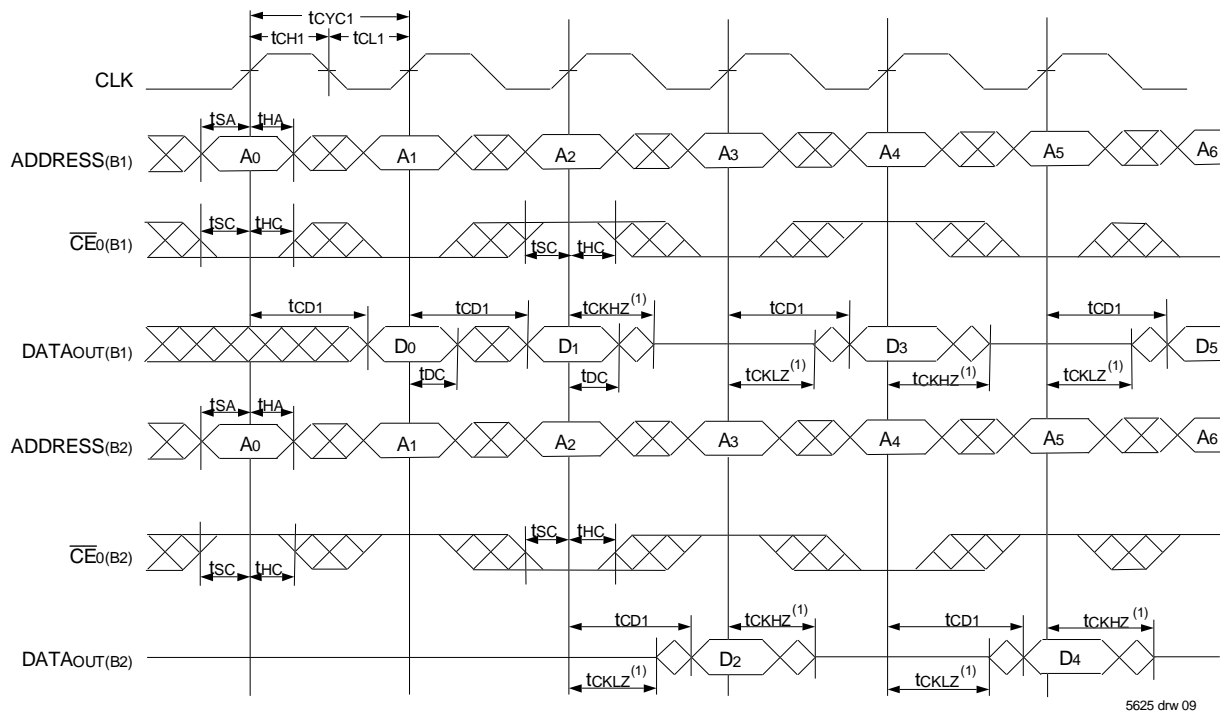 tCYC1
tCH1 tCL1
CLK
tSA tHA
ADDRESS(B1) A0 A1 A2 A3 A4 A5 A6
tSC tHC
CE0(B1)
tSC tHC
tCD1 tCD1 tCKHZ(1) tCD1 tCD1
DATAOUT(B1) D0 D1 D3 D5
tDC tDC tCKLZ(1) tCKHZ(1) tCKLZ(1)
tSA tHA
ADDRESS(B2) A0 A1 A2 A3 A4 A5 A6
tSC tHC
CE0(B2)
tSC tHC
tCD1 tCKHZ(1) tCD1 tCKHZ(1)
DATAOUT(B2) D2 D4
tCKLZ(1) tCKLZ(1)
5625 drw 09